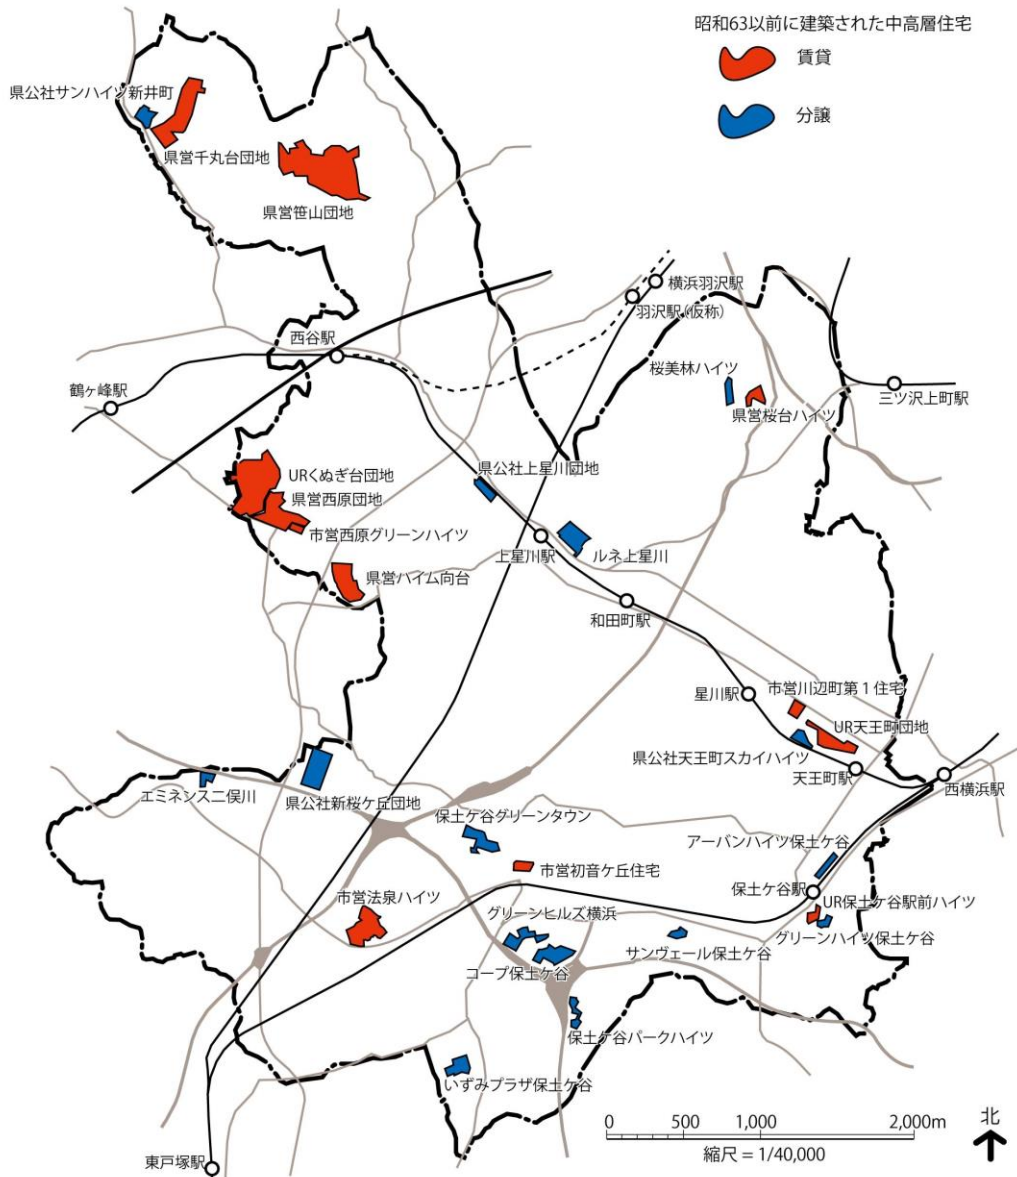 昭和63以前に建築された中高層住宅
賃貸
分譲
県公社サンハイツ新井町
県営千丸台団地
県営笹山団地
横浜羽沢駅
羽沢駅(仮称)
西谷駅
桜美林ハイツ
鶴ヶ峰駅
三ツ沢上町駅
県営桜台ハイツ
URくぬぎ台団地
県公社上星川団地
県営西原団地
市営西原グリーンハイツ
上星川駅
ルネ上星川
県営ハイム向台
和田町駅
星川駅
市営川辺町第1住宅
UR天王町団地
県公社天王町スカイハイツ
天王町駅
西横浜駅
エミネンス二俣川
県公社新桜ケ丘団地
保土ケ谷グリーンタウン
アーバンハイツ保土ケ谷
市営初音ケ丘住宅
保土ケ谷駅
市営法泉ハイツ
UR保土ケ谷駅前ハイツ
グリーンヒルズ横浜
グリーンハイツ保土ケ谷
サンヴェール保土ケ谷
コープ保土ケ谷
保土ケ谷パークハイツ
いずみプラザ保土ケ谷
東戸塚駅
0 500 1,000 2,000m
縮尺=1/40,000
北